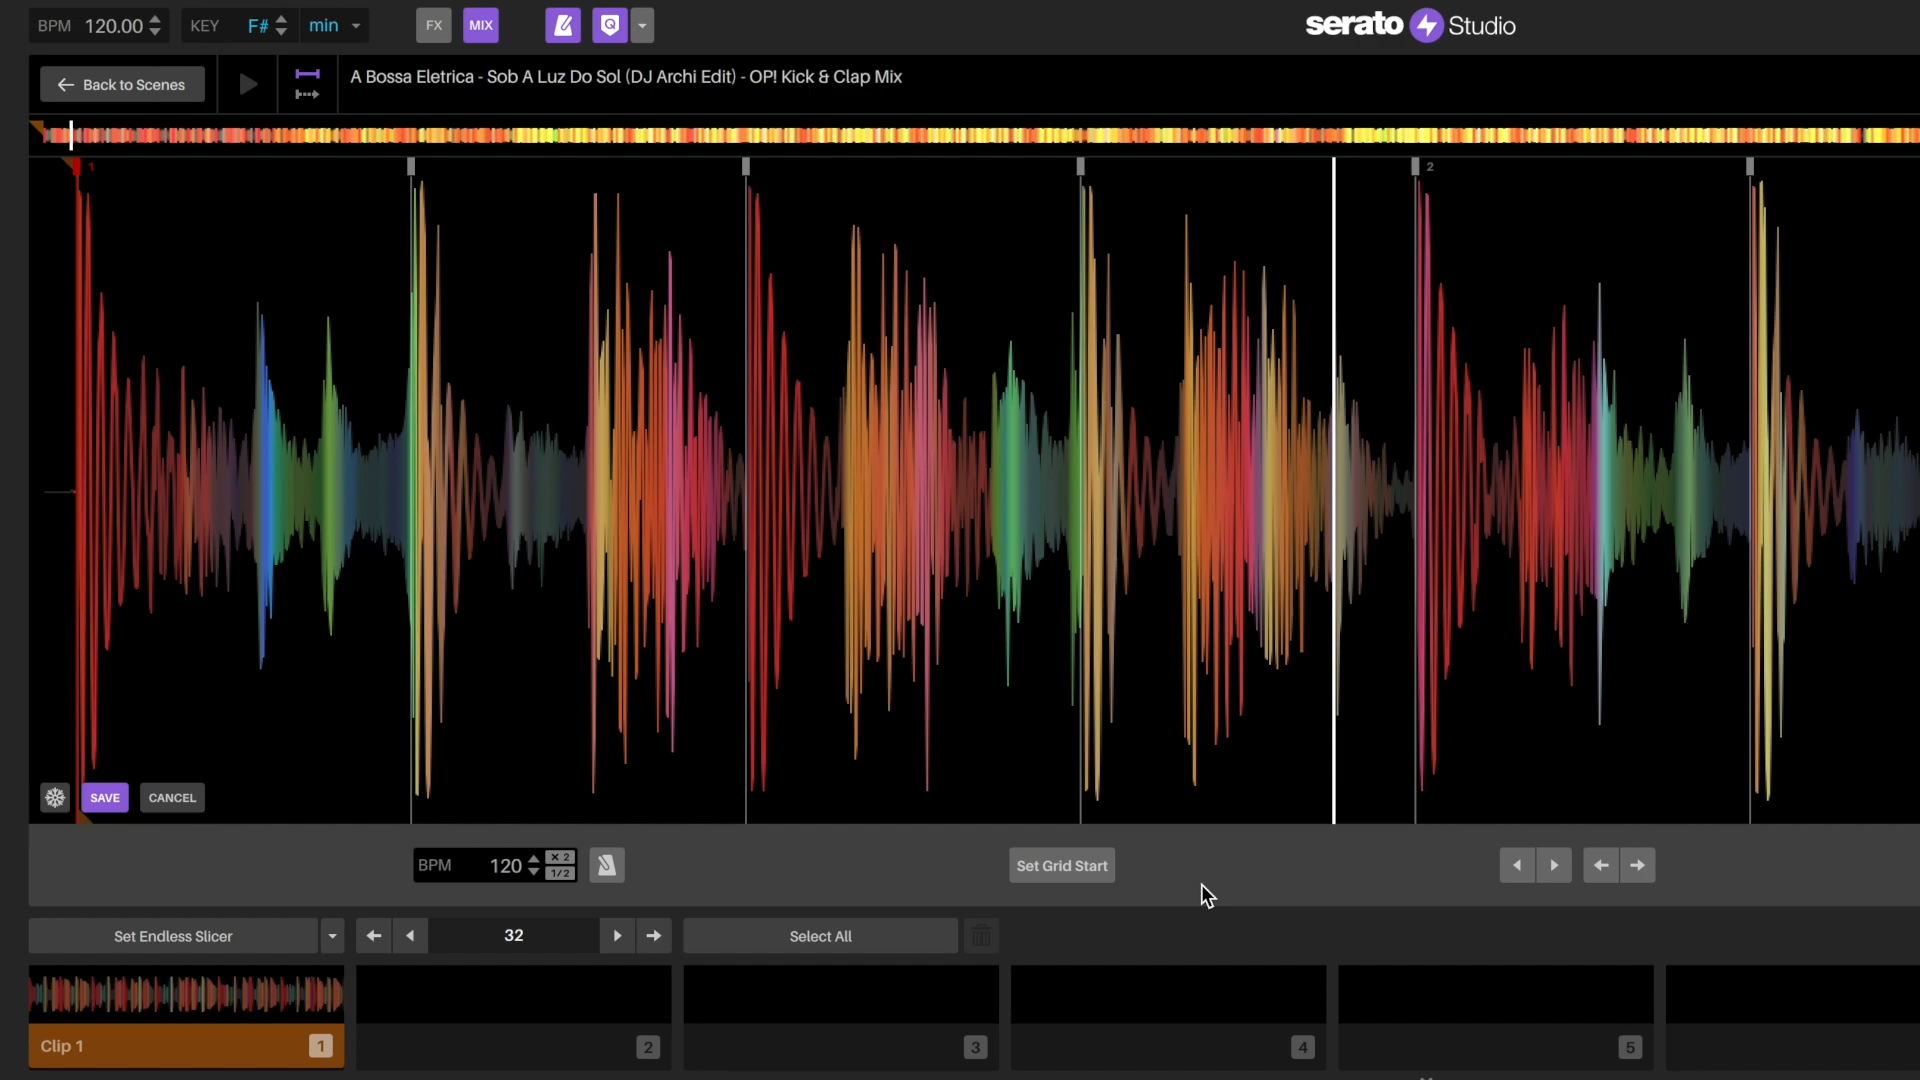 BPM 120.00 KEY F# min FX MIX Q serato Studio
← Back to Scenes A Bossa Eletrica - Sob A Luz Do Sol (DJ Archi Edit) - OP! Kick & Clap Mix
1 2
SAVE CANCEL
BPM 120 x 2 1/2 Set Grid Start
Set Endless Slicer 32 Select All
Clip 1 1 2 3 4 5